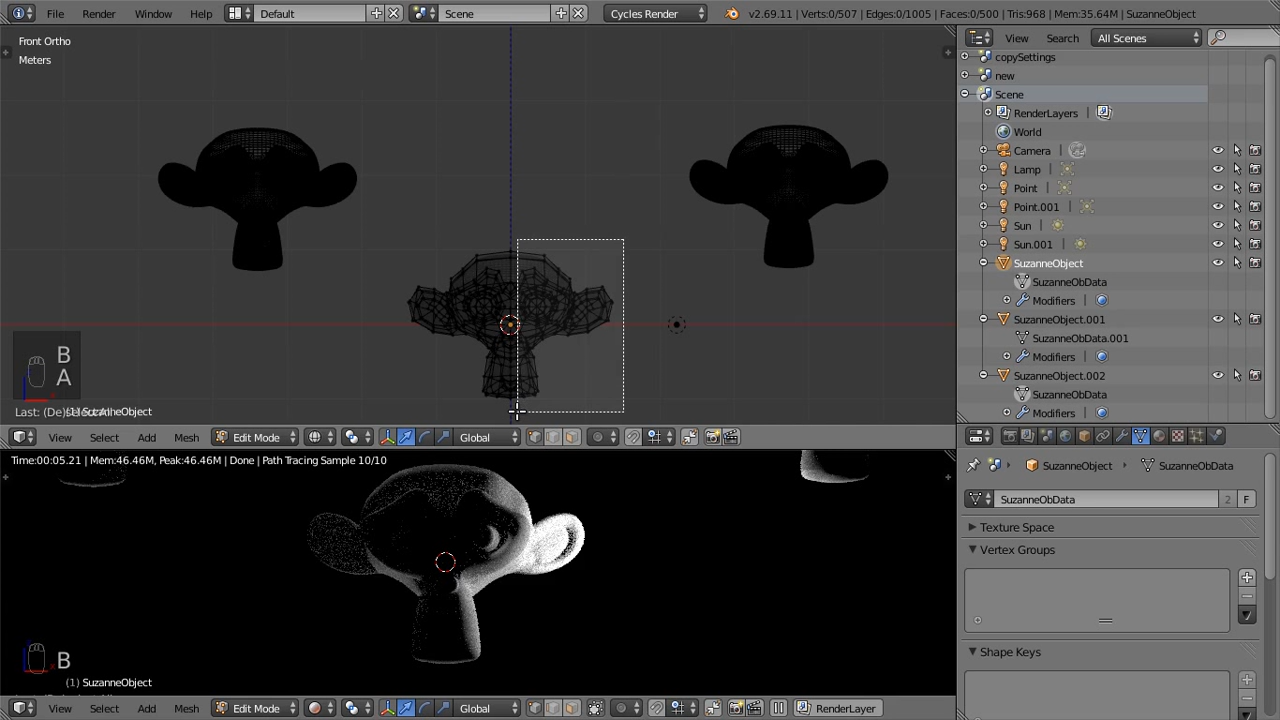 File Render Window Help Default Scene Cycles Render v2.69.11 | Verts:0/507 | Edges:0/1005 | Faces:0/500 | Tris:968 | Mem:35.64M | SuzanneObject
Front Ortho
Meters
B
A
(1) SuzanneObject
View Select Add Mesh Edit Mode Global
Time:00:05.21 | Mem:46.46M, Peak:46.46M | Done | Path Tracing Sample 10/10
B
(1) SuzanneObject
View Select Add Mesh Edit Mode Global RenderLayer
View Search All Scenes
copySettings
new
Scene
RenderLayers |
World
Camera |
Lamp |
Point |
Point.001 |
Sun |
Sun.001 |
SuzanneObject
SuzanneObData
Modifiers |
SuzanneObject.001
SuzanneObData.001
Modifiers |
SuzanneObject.002
SuzanneObData
Modifiers |
SuzanneObject SuzanneObData
SuzanneObData 2 F
Texture Space
Vertex Groups
Shape Keys